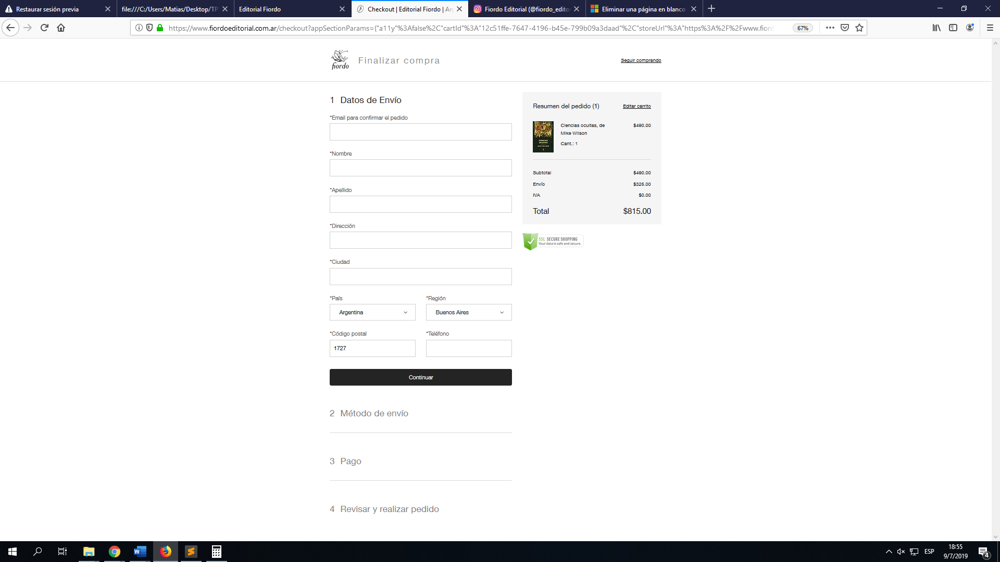 Restaurar sesión previa
file:///C:/Users/Matias/Desktop/TP
Editorial Fiordo
Checkout | Editorial Fiordo | Ar
Fiordo Editorial (@fiordo_edito
Eliminar una página en blanco
https://www.fiordoeditorial.com.ar/checkout?appSectionParams={"a11y"%3Afalse%2C"cartId"%3A"12c51ffe-7647-4196-b45e-799b09a3daad"%2C"storeUrl"%3A"https%3A%2F%2Fwww.fiord
67%
fiordo
Finalizar compra
Seguir comprando
1 Datos de Envío
*Email para confirmar el pedido
*Nombre
*Apellido
*Dirección
*Ciudad
*País
*Región
Argentina
Buenos Aires
*Código postal
*Teléfono
1727
Continuar
2 Método de envío
3 Pago
4 Revisar y realizar pedido
Resumen del pedido (1)
Editar carrito
CIENCIAS
OCULTAS
MIKE WILSON
Ciencias ocultas, de
Mike Wilson
$490.00
Cant.: 1
Subtotal
$490.00
Envío
$325.00
IVA
$0.00
Total
$815.00
SSL SECURE SHOPPING
Your data is safe and secure.
ESP
18:55
9/7/2019
4